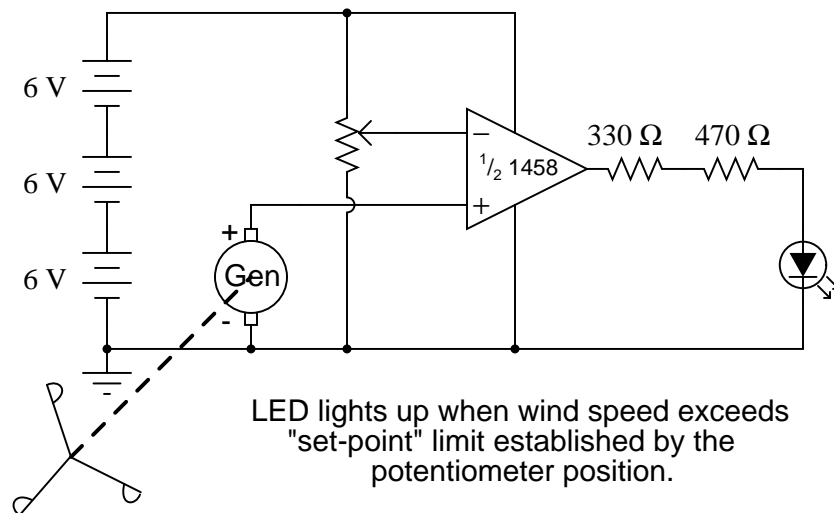 6 V
6 V
6 V
330 Ω 470 Ω
−
1/2 1458
+
+
Gen
-
LED lights up when wind speed exceeds
"set-point" limit established by the
potentiometer position.